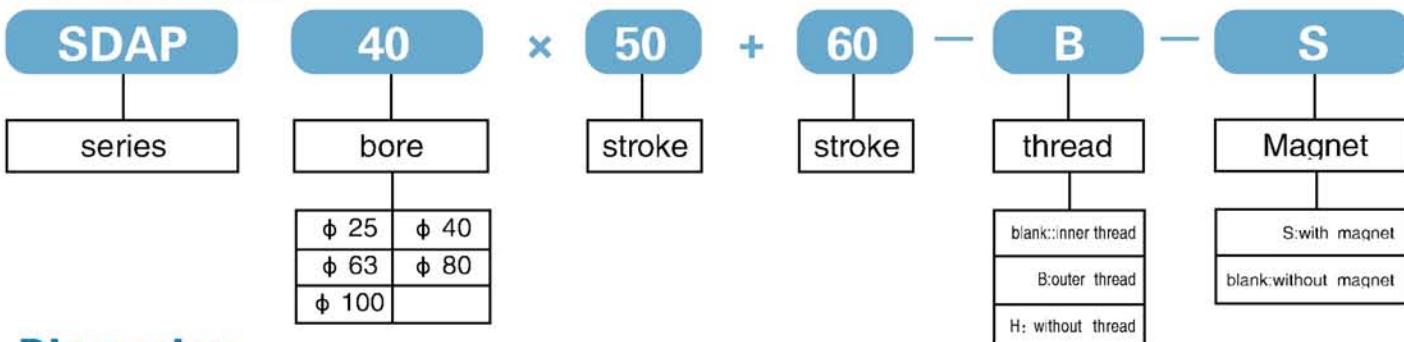 SDAP 40 × 50 + 60 — B — S
series bore stroke stroke thread Magnet
ϕ 25 ϕ 40 blank::inner thread S:with magnet
ϕ 63 ϕ 80 B:outer thread blank:without magnet
ϕ 100
H: without thread